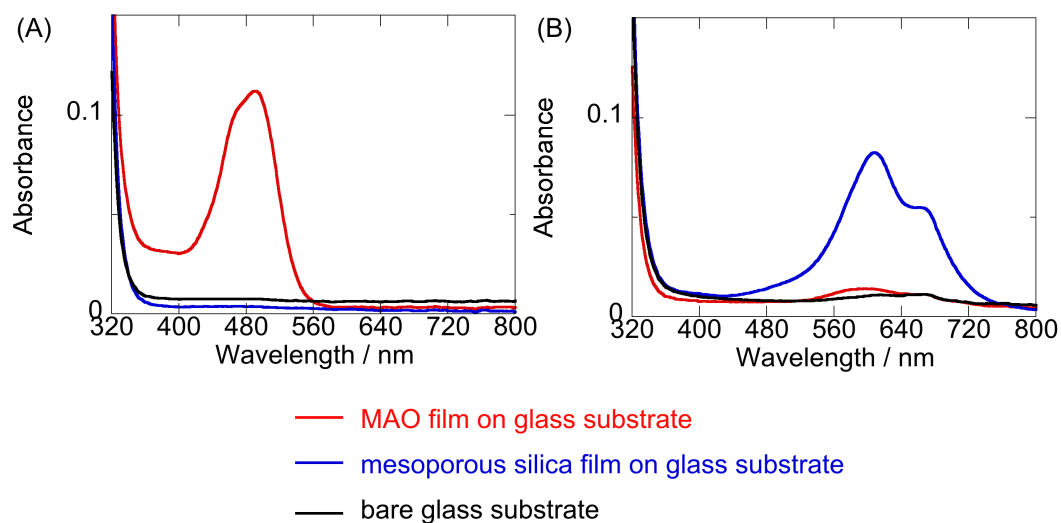 (A)
Absorbance
0.1
0
320 400 480 560 640 720 800
Wavelength / nm
(B)
Absorbance
0.1
0
320 400 480 560 640 720 800
Wavelength / nm
MAO film on glass substrate
mesoporous silica film on glass substrate
bare glass substrate